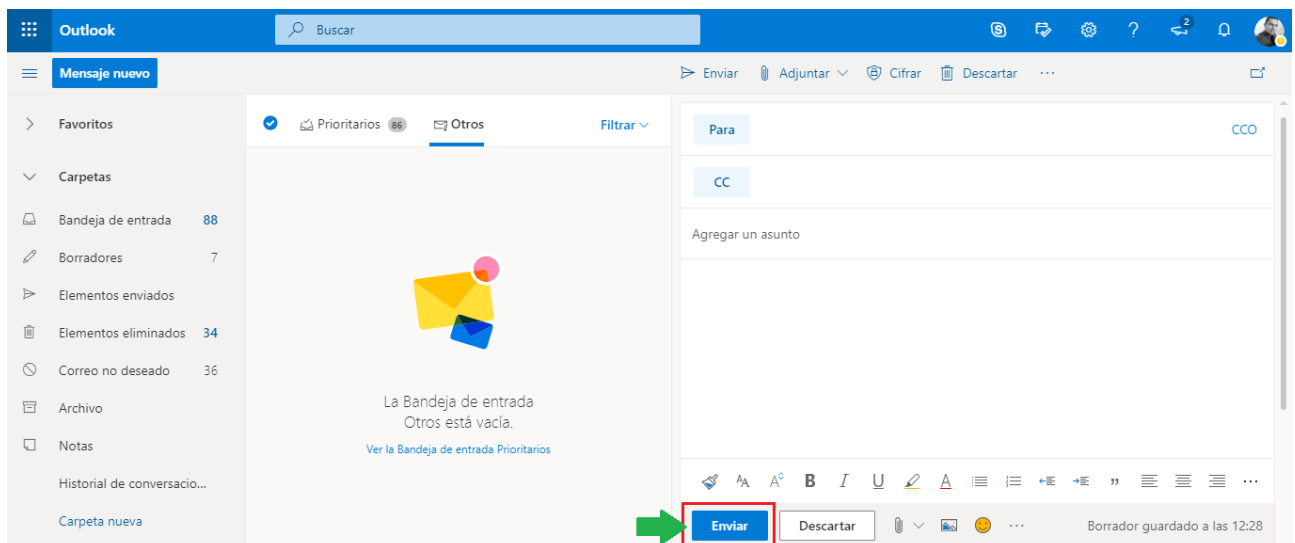 Outlook
Buscar
2
Mensaje nuevo
Enviar
Adjuntar
Cifrar
Descartar
Favoritos
Carpetas
Bandeja de entrada 88
Borradores 7
Elementos enviados
Elementos eliminados 34
Correo no deseado 36
Archivo
Notas
Historial de conversacio...
Carpeta nueva
Prioritarios 86
Otros
Filtrar
La Bandeja de entrada
Otros está vacía.
Ver la Bandeja de entrada Prioritarios
Para
CCO
CC
Agregar un asunto
Enviar
Descartar
Borrador guardado a las 12:28